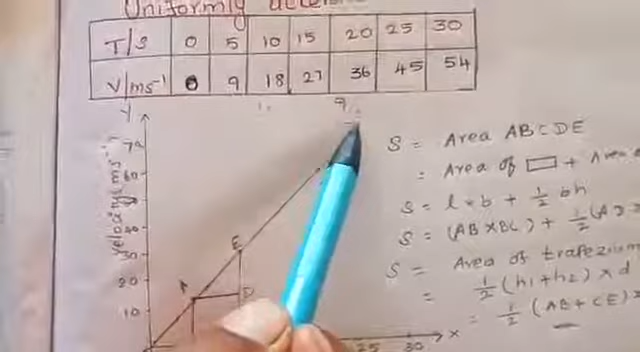 Uniformly
T/S 0 5 10 15 20 25 30
V/ms⁻¹ 0 9 18 27 36 45 54
Y
70
60
50
40
30
20
10
Velocity(ms⁻¹)
E
A
D
25 30 X
S = Area ABCDE
= Area of ▭ + Area
S = l × b + 1/2 bh
S = (AB × BC) + 1/2 (AD ×
S = Area of trapezium
= 1/2 (h1 + h2) × d
= 1/2 (AB + CE) ×